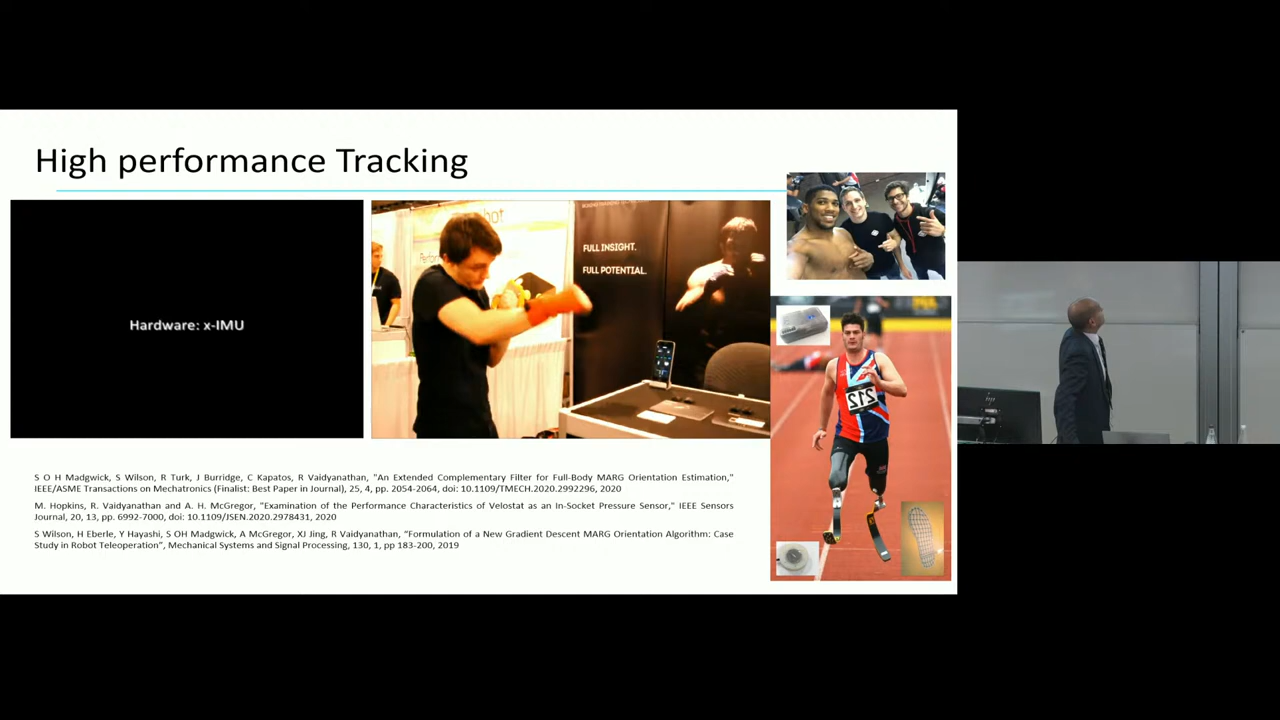 High performance Tracking
Hardware: x-IMU
FULL INSIGHT.
FULL POTENTIAL.
212
S O H Madgwick, S Wilson, R Turk, J Burridge, C Kapatos, R Vaidyanathan, "An Extended Complementary Filter for Full-Body MARG Orientation Estimation,"
IEEE/ASME Transactions on Mechatronics (Finalist: Best Paper in Journal), 25, 4, pp. 2054-2064, doi: 10.1109/TMECH.2020.2992296, 2020
M. Hopkins, R. Vaidyanathan and A. H. McGregor, "Examination of the Performance Characteristics of Velostat as an In-Socket Pressure Sensor," IEEE Sensors
Journal, 20, 13, pp. 6992-7000, doi: 10.1109/JSEN.2020.2978431, 2020
S Wilson, H Eberle, Y Hayashi, S OH Madgwick, A McGregor, XJ Jing, R Vaidyanathan, "Formulation of a New Gradient Descent MARG Orientation Algorithm: Case
Study in Robot Teleoperation", Mechanical Systems and Signal Processing, 130, 1, pp 183-200, 2019